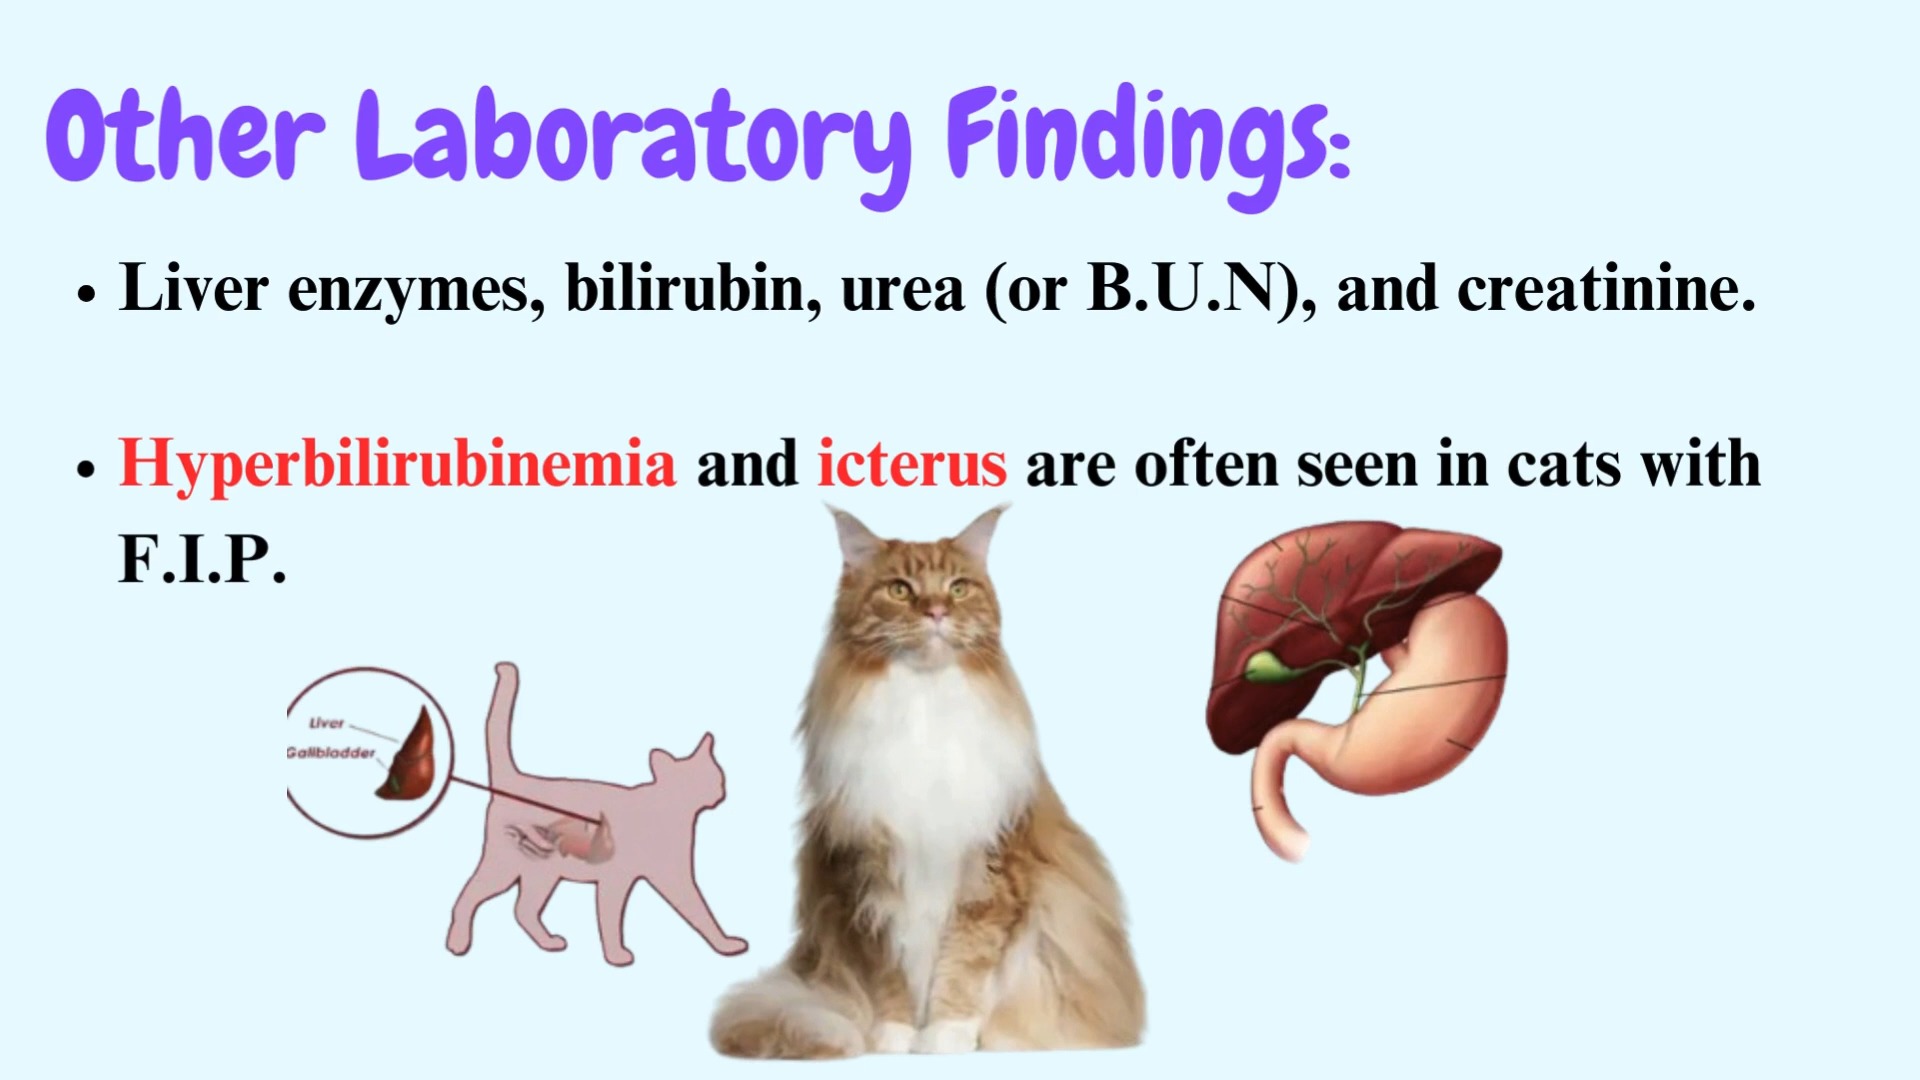 Other Laboratory Findings:
• Liver enzymes, bilirubin, urea (or B.U.N), and creatinine.
• Hyperbilirubinemia and icterus are often seen in cats with
F.I.P.
Liver
Gallbladder